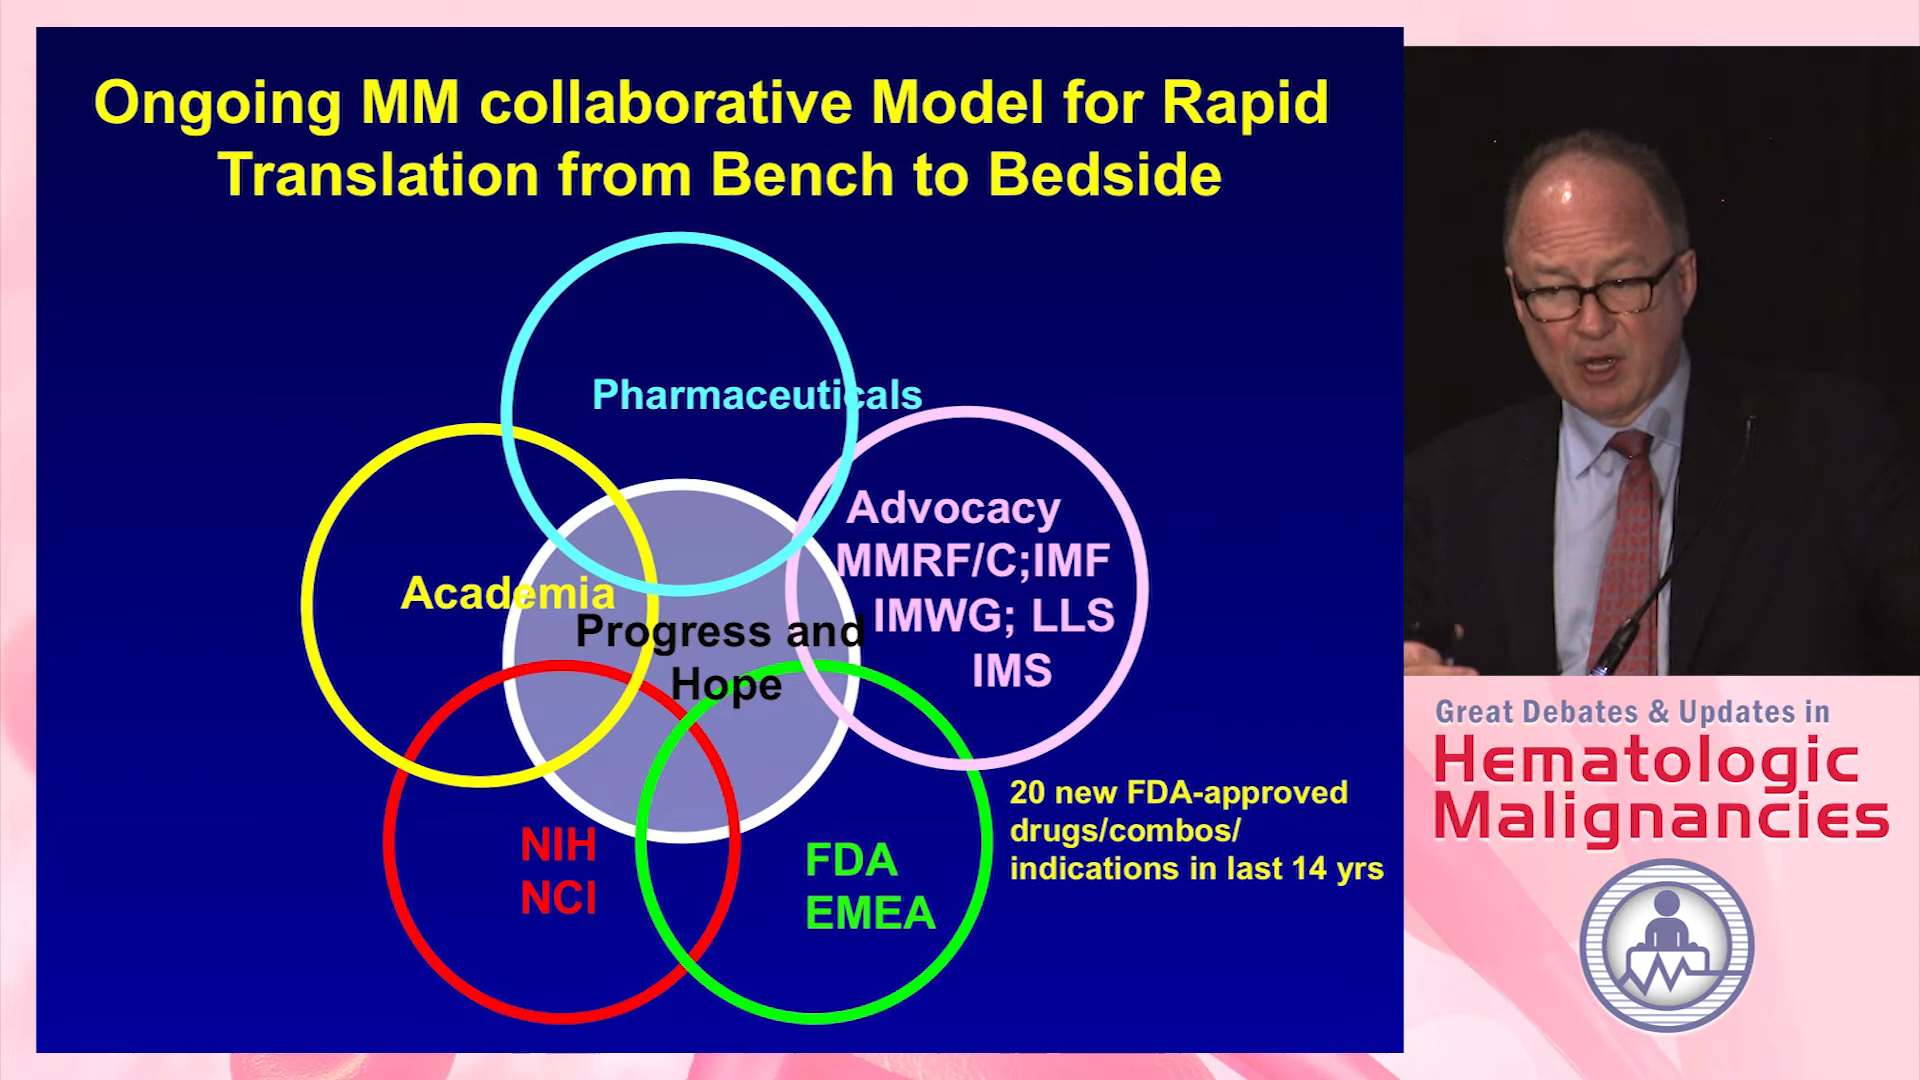 Ongoing MM collaborative Model for Rapid
Translation from Bench to Bedside
Pharmaceuticals
Advocacy
MMRF/C;IMF
IMWG; LLS
IMS
Academia
Progress and
Hope
NIH
NCI
FDA
EMEA
20 new FDA-approved
drugs/combos/
indications in last 14 yrs
Great Debates & Updates in
Hematologic
Malignancies